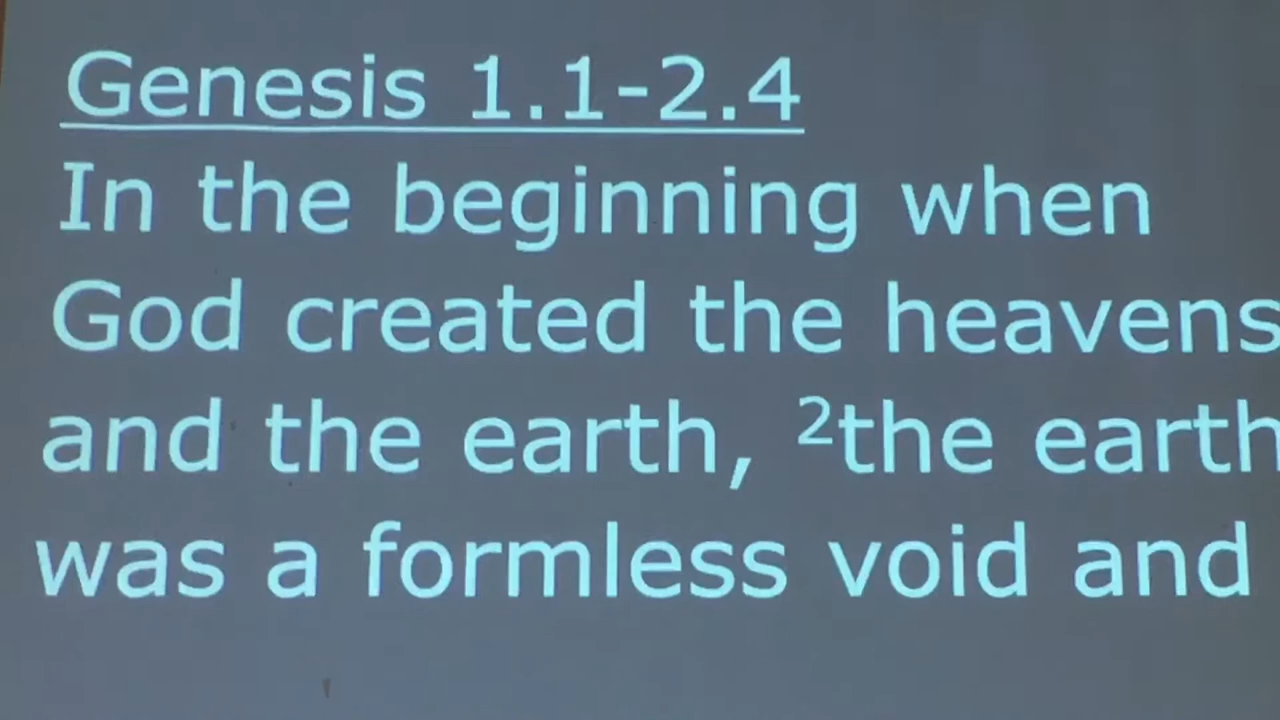 Genesis 1.1-2.4
In the beginning when
God created the heavens
and the earth, ²the earth
was a formless void and